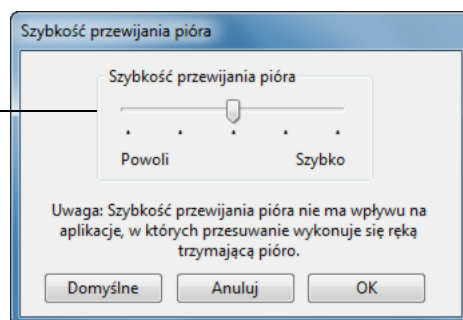 Szybkość przewijania pióra
Szybkość przewijania pióra
Powoli Szybko
Uwaga: Szybkość przewijania pióra nie ma wpływu na
aplikacje, w których przesuwanie wykonuje się ręką
trzymającą pióro.
Domyślne Anuluj OK